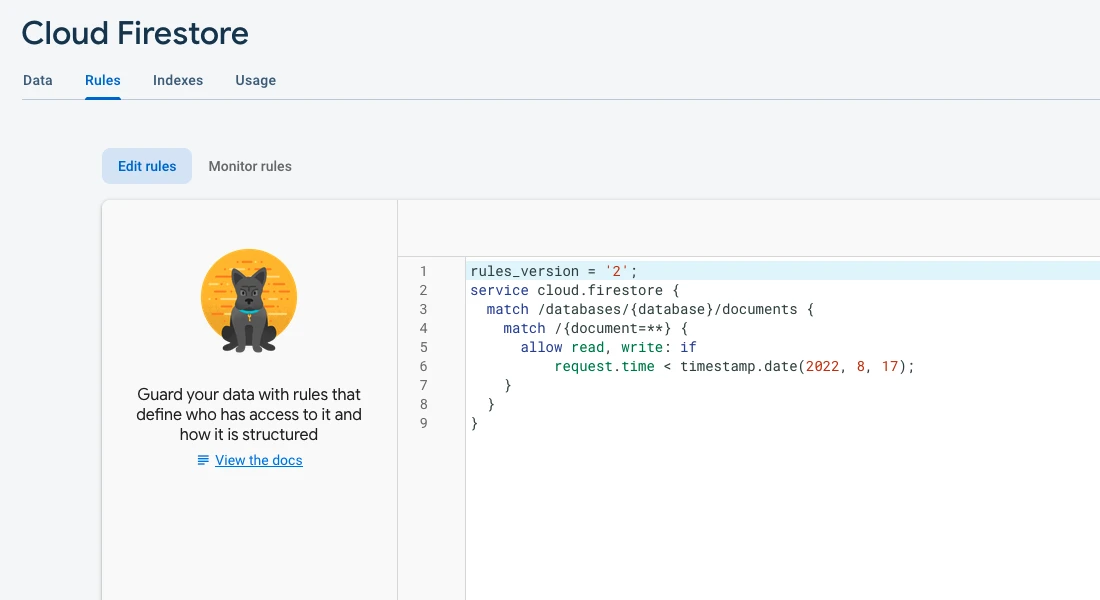 Cloud Firestore
Data Rules Indexes Usage
Edit rules Monitor rules
Guard your data with rules that
define who has access to it and
how it is structured
View the docs
1 rules_version = '2';
2 service cloud.firestore {
3   match /databases/{database}/documents {
4     match /{document=**} {
5       allow read, write: if
6           request.time < timestamp.date(2022, 8, 17);
7     }
8   }
9 }